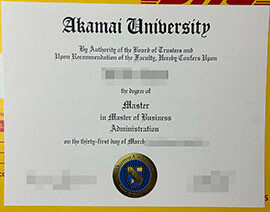 Akamai University
By Authority of the Board of Trustees and
Upon Recommendation of the Faculty, Hereby Confers Upon
the degree of
Master
in Master of Business
Administration
on the thirty-first day of March